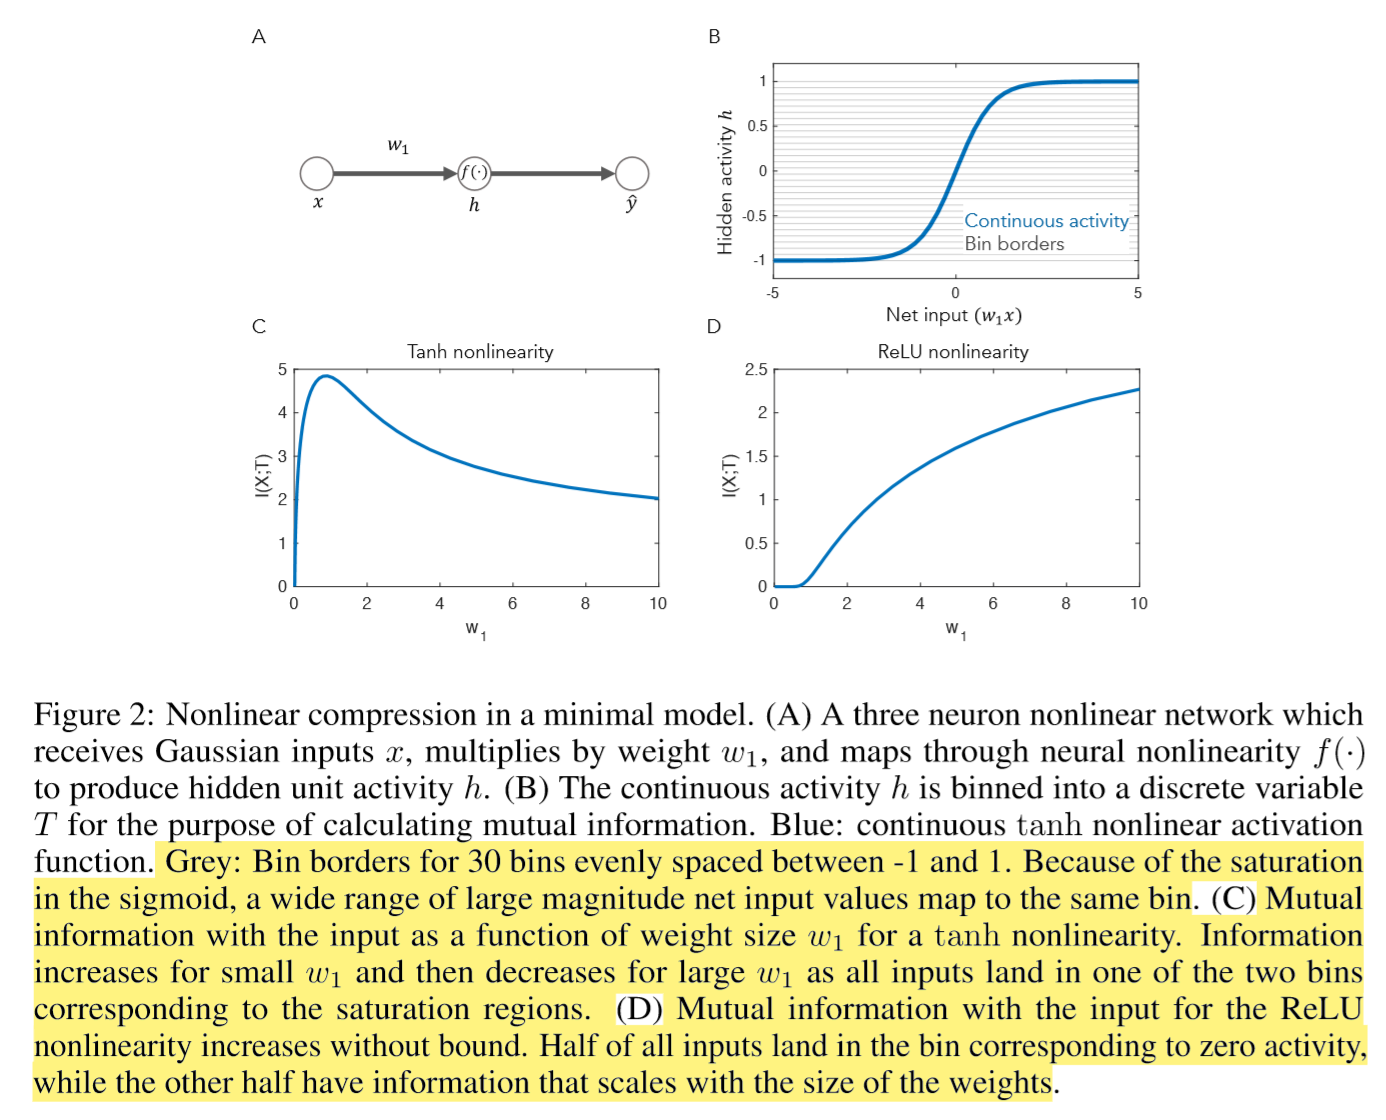 A
w₁
f(·)
x
h
ŷ
B
Hidden activity h
1
0.5
0
-0.5
-1
Continuous activity
Bin borders
-5
0
5
Net input (w₁x)
C
Tanh nonlinearity
I(X;T)
5
4
3
2
1
0
0 2 4 6 8 10
w₁
D
ReLU nonlinearity
I(X;T)
2.5
2
1.5
1
0.5
0
0 2 4 6 8 10
w₁
Figure 2: Nonlinear compression in a minimal model. (A) A three neuron nonlinear network which
receives Gaussian inputs x, multiplies by weight w₁, and maps through neural nonlinearity f(·)
to produce hidden unit activity h. (B) The continuous activity h is binned into a discrete variable
T for the purpose of calculating mutual information. Blue: continuous tanh nonlinear activation
function. Grey: Bin borders for 30 bins evenly spaced between -1 and 1. Because of the saturation
in the sigmoid, a wide range of large magnitude net input values map to the same bin. (C) Mutual
information with the input as a function of weight size w₁ for a tanh nonlinearity. Information
increases for small w₁ and then decreases for large w₁ as all inputs land in one of the two bins
corresponding to the saturation regions. (D) Mutual information with the input for the ReLU
nonlinearity increases without bound. Half of all inputs land in the bin corresponding to zero activity,
while the other half have information that scales with the size of the weights.